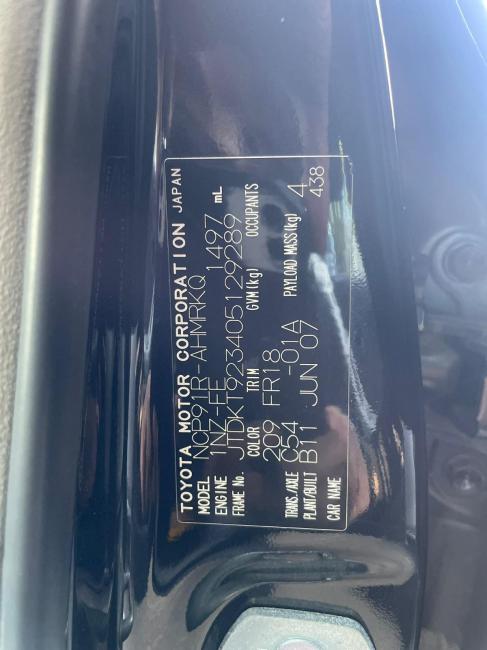 TOYOTA MOTOR CORPORATION JAPAN
MODEL NCP91R-AHMRKQ
ENGINE 1NZ-FE 1497 mL
FRAME No. JTDKT923405129289
COLOR TRIM GVM(kg) OCCUPANTS
209 FR18 4
TRANS./AXLE C54 -01A PAYLOAD MASS(kg) 438
PLANT/BUILT B11 JUN 07
CAR NAME